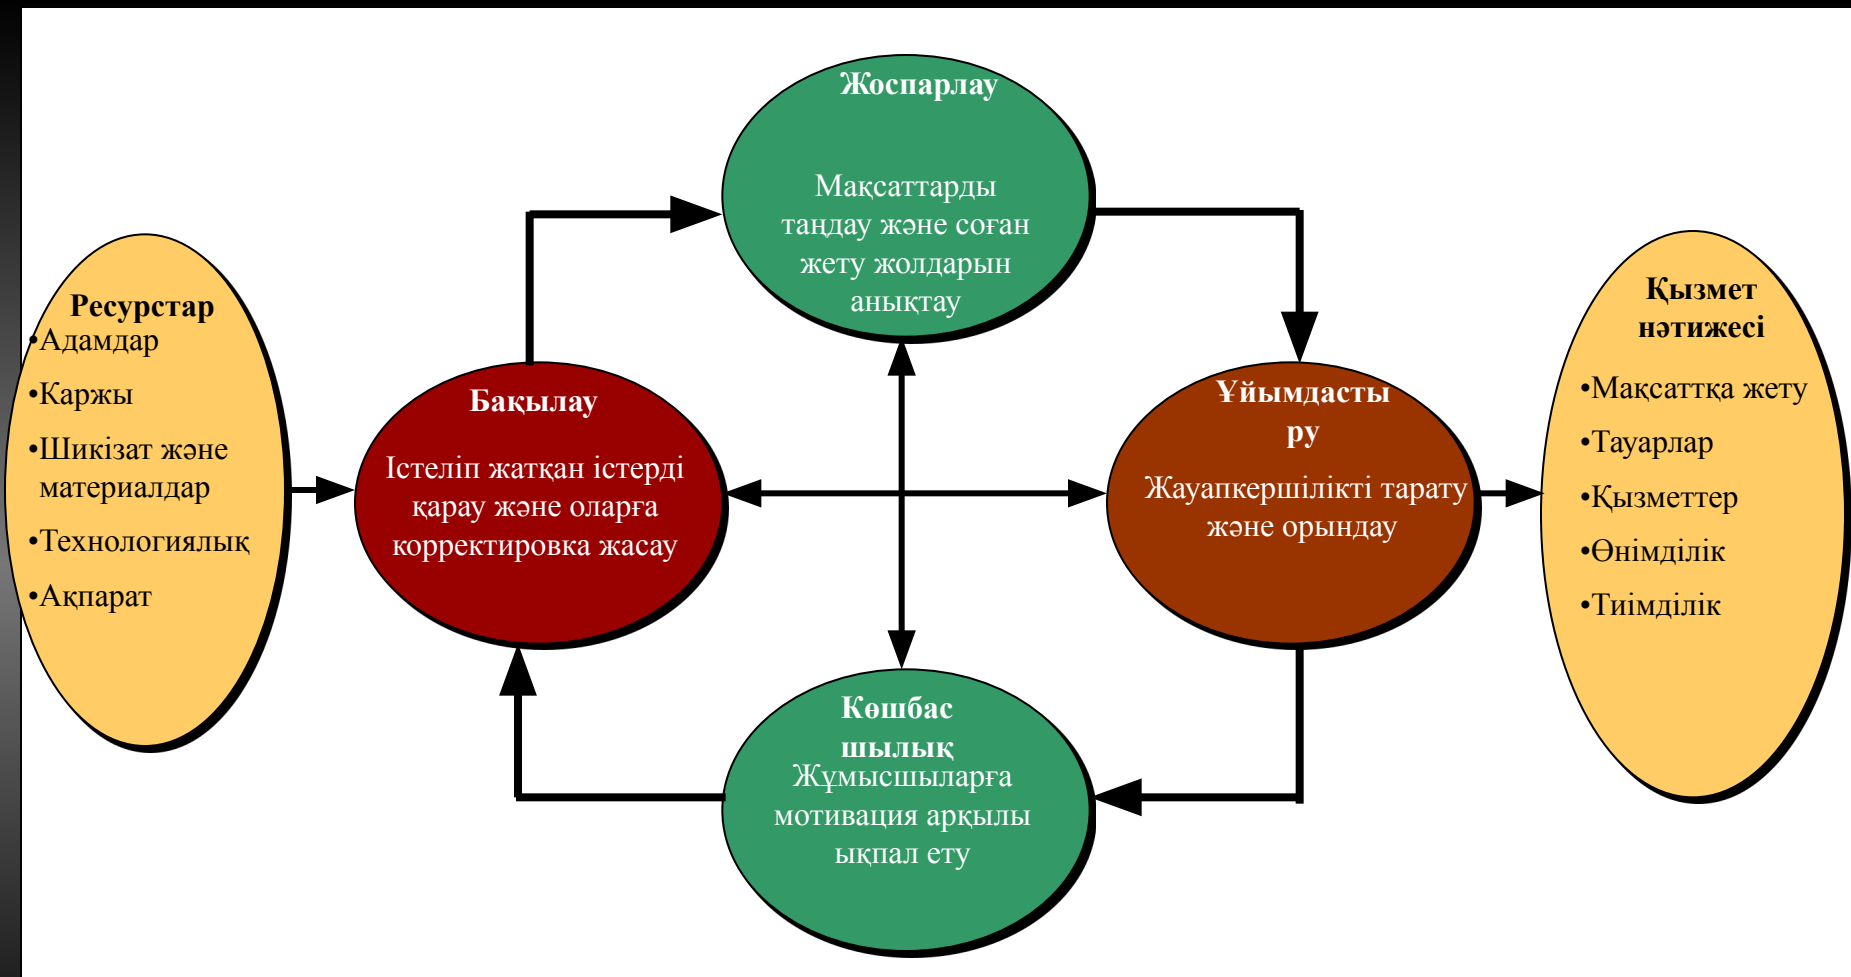 Жоспарлау
Мақсаттарды
таңдау және соған
жету жолдарын
анықтау
Ресурстар
•Адамдар
•Каржы
•Шикізат және
материалдар
•Технологиялық
•Ақпарат
Бақылау
Істеліп жатқан істерді
қарау және оларға
корректировка жасау
Ұйымдасты
ру
Жауапкершілікті тарату
және орындау
Қызмет
нәтижесі
•Мақсаттқа жету
•Тауарлар
•Қызметтер
•Өнімділік
•Тиімділік
Көшбас
шылық
Жұмысшыларға
мотивация арқылы
ықпал ету